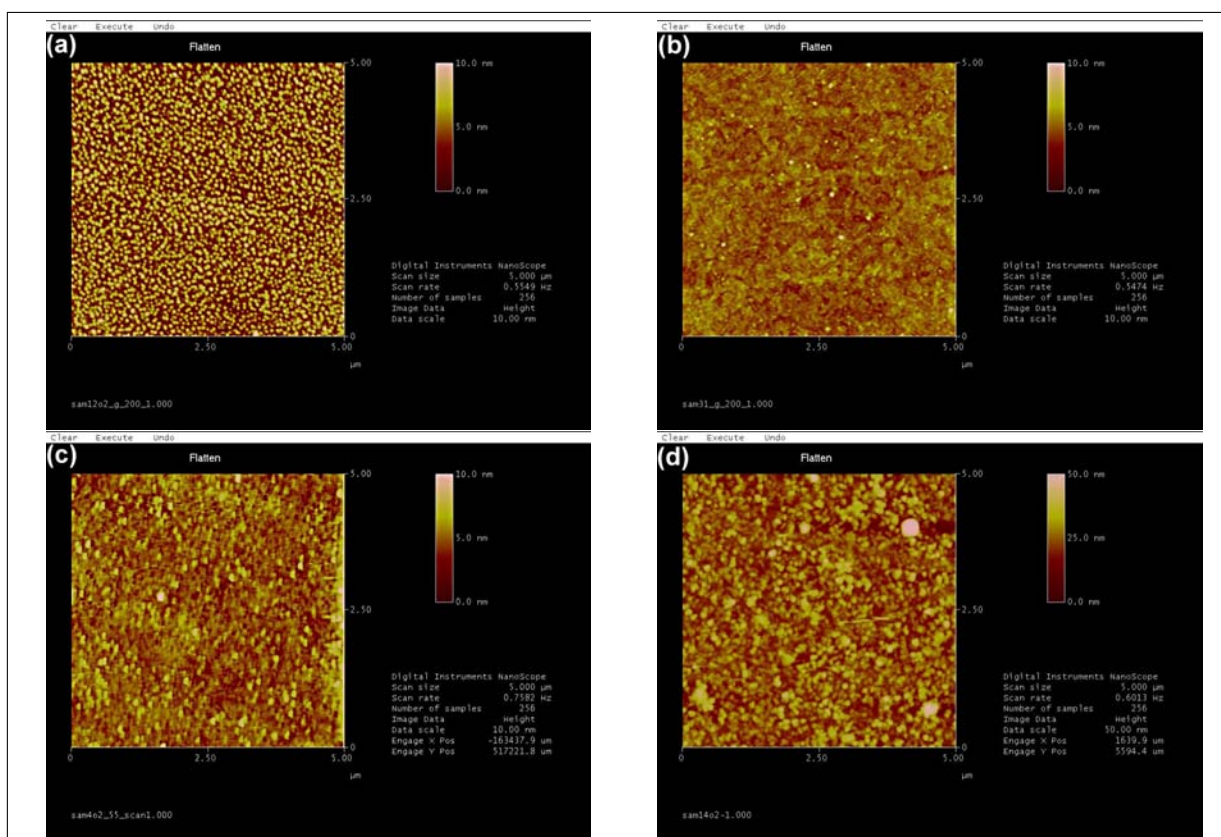 Clear Execute Undo
(a)
Flatten
5.00
2.50
0
0 2.50 5.00
µm
10.0 nm
5.0 nm
0.0 nm
Digital Instruments NanoScope
Scan size 5.000 µm
Scan rate 0.5549 Hz
Number of samples 256
Image Data Height
Data scale 10.00 nm
sam12o2_g_200_1.000
Clear Execute Undo
(b)
Flatten
5.00
2.50
0
0 2.50 5.00
µm
10.0 nm
5.0 nm
0.0 nm
Digital Instruments NanoScope
Scan size 5.000 µm
Scan rate 0.5474 Hz
Number of samples 256
Image Data Height
Data scale 10.00 nm
sam31_g_200_1.000
Clear Execute Undo
(c)
Flatten
5.00
2.50
0
0 2.50 5.00
µm
10.0 nm
5.0 nm
0.0 nm
Digital Instruments NanoScope
Scan size 5.000 µm
Scan rate 0.7582 Hz
Number of samples 256
Image Data Height
Data scale 10.00 nm
Engage X Pos -163437.9 um
Engage Y Pos 517221.8 um
sam4o2_55_scan1.000
Clear Execute Undo
(d)
Flatten
5.00
2.50
0
0 2.50 5.00
µm
50.0 nm
25.0 nm
0.0 nm
Digital Instruments NanoScope
Scan size 5.000 µm
Scan rate 0.6013 Hz
Number of samples 256
Image Data Height
Data scale 50.00 nm
Engage X Pos 1639.9 um
Engage Y Pos 5594.4 um
sam14o2-1.000